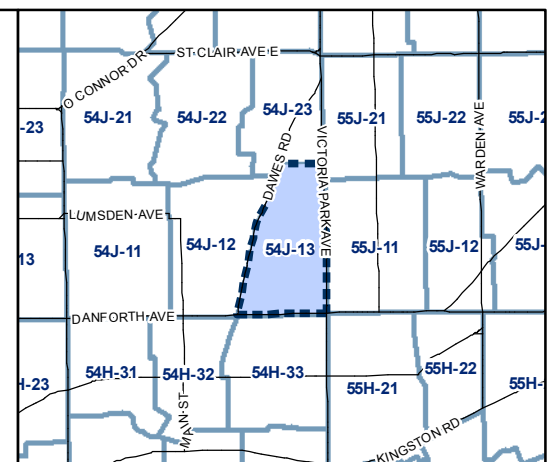 ST CLAIR AVE E
O CONNOR DR
54J-21
54J-22
54J-23
55J-21
55J-22
55J-2
-23
DAWES RD
VICTORIA PARK AVE
WARDEN AVE
LUMSDEN AVE
13
54J-11
54J-12
54J-13
55J-11
55J-12
55J-
DANFORTH AVE
H-23
54H-31
54H-32
54H-33
55H-21
55H-22
55H-
MAIN ST
KINGSTON RD